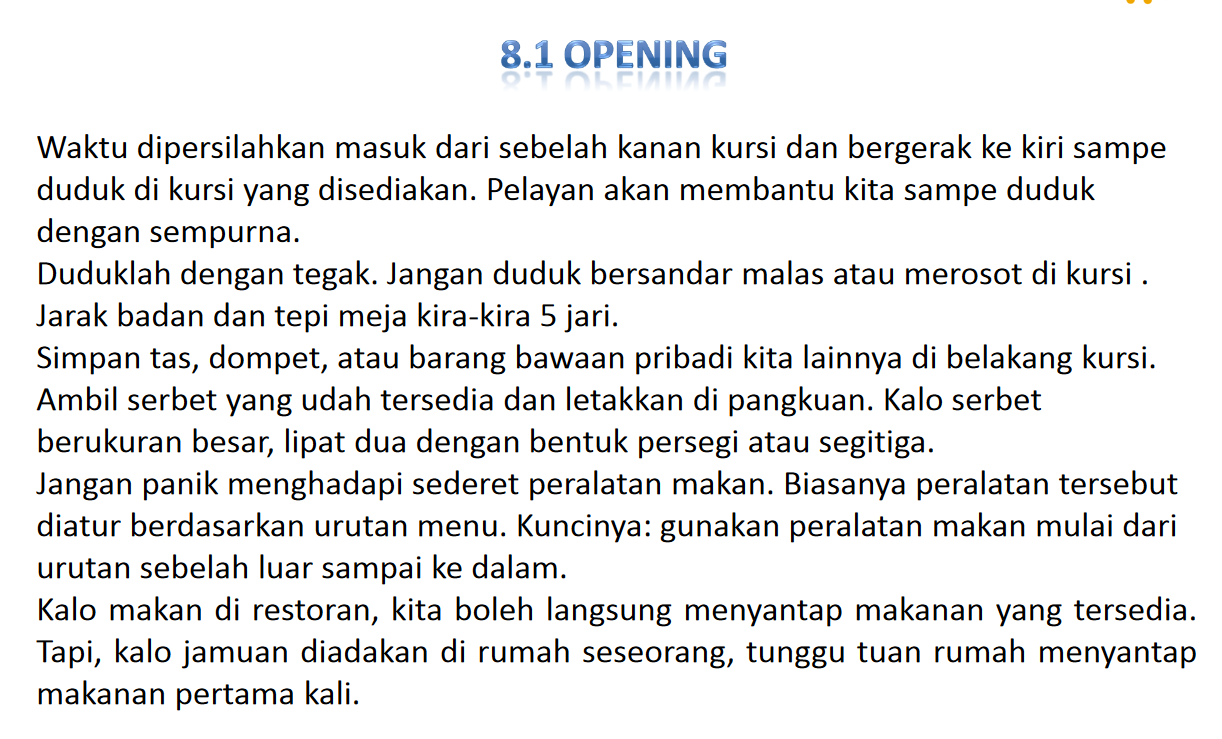 8.1 OPENING
Waktu dipersilahkan masuk dari sebelah kanan kursi dan bergerak ke kiri sampe
duduk di kursi yang disediakan. Pelayan akan membantu kita sampe duduk
dengan sempurna.
Duduklah dengan tegak. Jangan duduk bersandar malas atau merosot di kursi .
Jarak badan dan tepi meja kira-kira 5 jari.
Simpan tas, dompet, atau barang bawaan pribadi kita lainnya di belakang kursi.
Ambil serbet yang udah tersedia dan letakkan di pangkuan. Kalo serbet
berukuran besar, lipat dua dengan bentuk persegi atau segitiga.
Jangan panik menghadapi sederet peralatan makan. Biasanya peralatan tersebut
diatur berdasarkan urutan menu. Kuncinya: gunakan peralatan makan mulai dari
urutan sebelah luar sampai ke dalam.
Kalo makan di restoran, kita boleh langsung menyantap makanan yang tersedia.
Tapi, kalo jamuan diadakan di rumah seseorang, tunggu tuan rumah menyantap
makanan pertama kali.